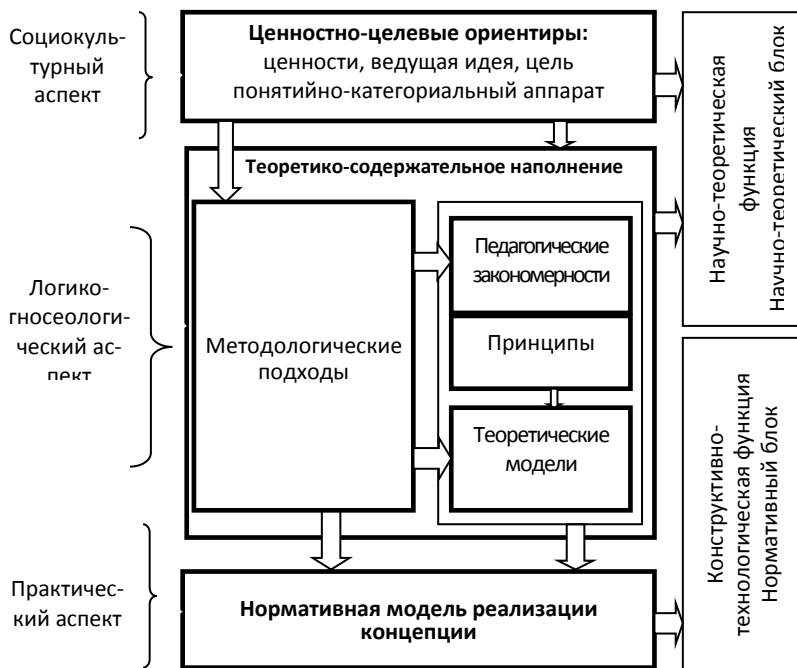 Социокуль-
турный
аспект
Ценностно-целевые ориентиры:
ценности, ведущая идея, цель
понятийно-категориальный аппарат
Теоретико-содержательное наполнение
Логико-
гносеологи-
ческий ас-
пект
Методологические
подходы
Педагогические
закономерности
Принципы
Теоретические
модели
Практичес-
кий аспект
Нормативная модель реализации
концепции
Научно-теоретическая
функция
Научно-теоретический блок
Конструктивно-
технологическая функция
Нормативный блок